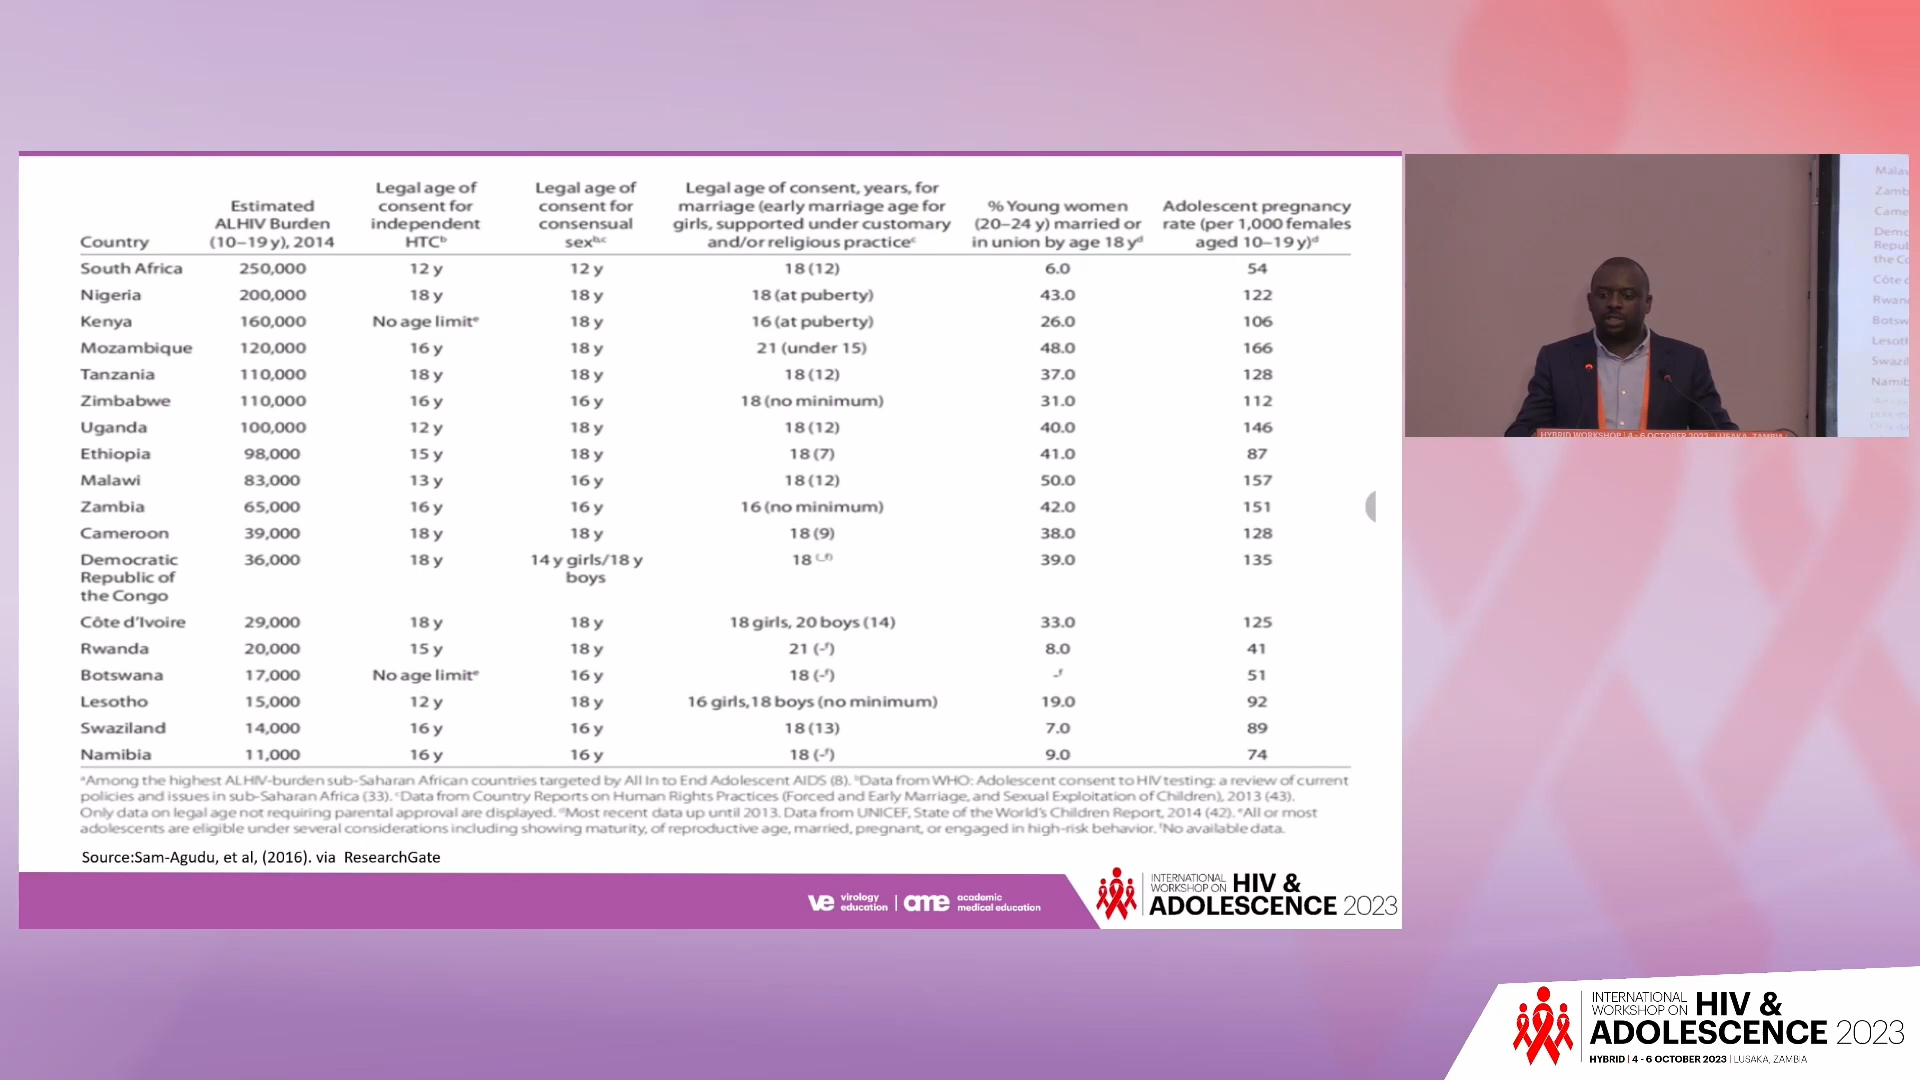 Country Estimated ALHIV Burden (10–19 y), 2014 Legal age of consent for independent HTCᵇ Legal age of consent for consensual sexᵇ,ᶜ Legal age of consent, years, for marriage (early marriage age for girls, supported under customary and/or religious practiceᶜ % Young women (20–24 y) married or in union by age 18 yᵈ Adolescent pregnancy rate (per 1,000 females aged 10–19 y)ᵈ
South Africa 250,000 12 y 12 y 18 (12) 6.0 54
Nigeria 200,000 18 y 18 y 18 (at puberty) 43.0 122
Kenya 160,000 No age limitᵉ 18 y 16 (at puberty) 26.0 106
Mozambique 120,000 16 y 18 y 21 (under 15) 48.0 166
Tanzania 110,000 18 y 18 y 18 (12) 37.0 128
Zimbabwe 110,000 16 y 16 y 18 (no minimum) 31.0 112
Uganda 100,000 12 y 18 y 18 (12) 40.0 146
Ethiopia 98,000 15 y 18 y 18 (7) 41.0 87
Malawi 83,000 13 y 16 y 18 (12) 50.0 157
Zambia 65,000 16 y 16 y 16 (no minimum) 42.0 151
Cameroon 39,000 18 y 18 y 18 (9) 38.0 128
Democratic Republic of the Congo 36,000 18 y 14 y girls/18 y boys 18 (-ᶠ) 39.0 135
Côte d'Ivoire 29,000 18 y 18 y 18 girls, 20 boys (14) 33.0 125
Rwanda 20,000 15 y 18 y 21 (-ᶠ) 8.0 41
Botswana 17,000 No age limitᵉ 16 y 18 (-ᶠ) -ᶠ 51
Lesotho 15,000 12 y 18 y 16 girls,18 boys (no minimum) 19.0 92
Swaziland 14,000 16 y 16 y 18 (13) 7.0 89
Namibia 11,000 16 y 16 y 18 (-ᶠ) 9.0 74
ᵃAmong the highest ALHIV-burden sub-Saharan African countries targeted by All In to End Adolescent AIDS (8). ᵇData from WHO: Adolescent consent to HIV testing: a review of current
policies and issues in sub-Saharan Africa (33). ᶜData from Country Reports on Human Rights Practices (Forced and Early Marriage, and Sexual Exploitation of Children), 2013 (43).
Only data on legal age not requiring parental approval are displayed. ᵈMost recent data up until 2013. Data from UNICEF, State of the World's Children Report, 2014 (42). ᵉAll or most
adolescents are eligible under several considerations including showing maturity, of reproductive age, married, pregnant, or engaged in high-risk behavior. ᶠNo available data.
Source:Sam-Agudu, et al, (2016). via ResearchGate
ve virology education | ame academic medical education
INTERNATIONAL WORKSHOP ON HIV &
ADOLESCENCE 2023
HYBRID WORKSHOP | 4 - 6 OCTOBER 2023 | LUSAKA, ZAMBIA
INTERNATIONAL WORKSHOP ON HIV &
ADOLESCENCE 2023
HYBRID | 4 - 6 OCTOBER 2023 | LUSAKA, ZAMBIA